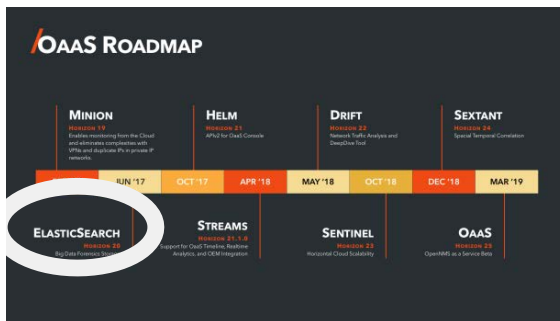 /OaaS Roadmap
Minion
Horizon 19
Enables monitoring from the Cloud
and eliminates complexities with
VPNs and duplicate IPs in private IP
networks.
Helm
Horizon 21
APIv2 for OaaS Console
Drift
Horizon 22
Network Traffic Analysis and
DeepDive Tool
Sextant
Horizon 24
Spacial Temporal Correlation
JUN '17
OCT '17
APR '18
MAY '18
OCT '18
DEC '18
MAR '19
ElasticSearch
Horizon 20
Big Data Forensics
Streams
Horizon 21.1.0
Support for OaaS Timeline, Realtime
Analytics, and OEM Integration
Sentinel
Horizon 23
Horizontal Cloud Scalability
OaaS
Horizon 25
OpenNMS as a Service Beta